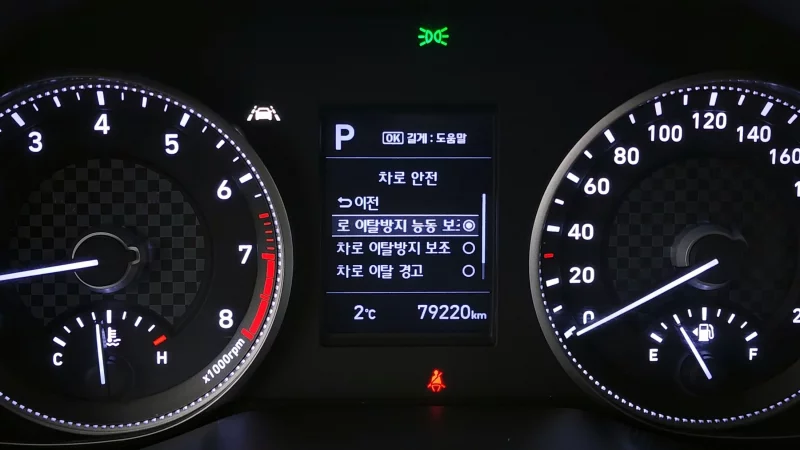 3
4
5
6
7
8
x1000rpm
C
H
P
OK 길게 : 도움말
차로 안전
이전
로 이탈방지 능동 보조
차로 이탈방지 보조
차로 이탈 경고
2°C
79220km
0
20
40
60
80
100
120
140
160
E
F